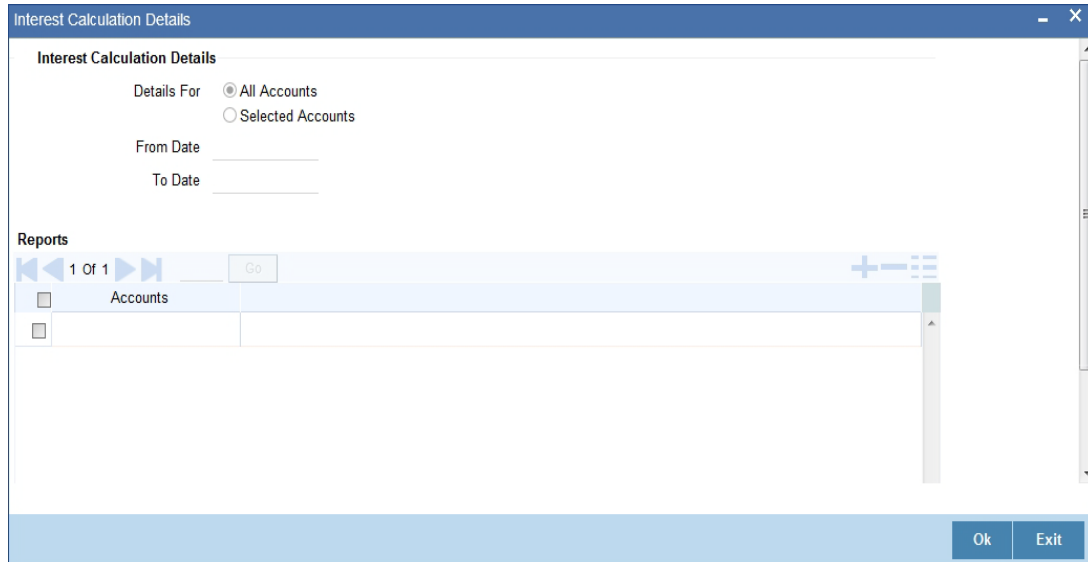 Interest Calculation Details
Interest Calculation Details
Details For All Accounts
Selected Accounts
From Date
To Date
Reports
1 Of 1 Go
Accounts
Ok Exit